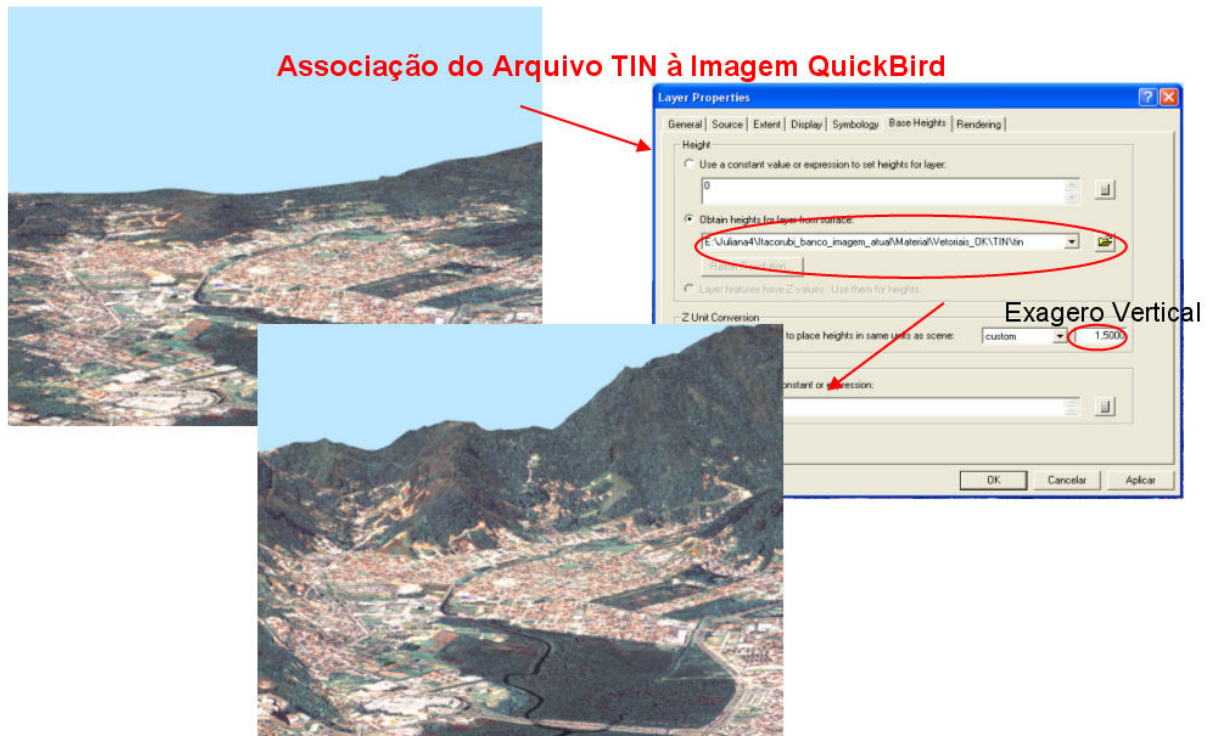 Associação do Arquivo TIN à Imagem QuickBird
Layer Properties
General Source Extent Display Symbology Base Heights Rendering
Height
Use a constant value or expression to set heights for layer:
0
Obtain heights for layer from surface:
E:\Juliana4\Itacorubi_banco_imagem_atual\Material\Vetoriais_OK\TIN\tin
Raster Resolution...
Layer features have Z values. Use them for heights.
Exagero Vertical
Z Unit Conversion
to place heights in same units as scene:
custom
1,5000
constant or expression:
OK Cancelar Aplicar